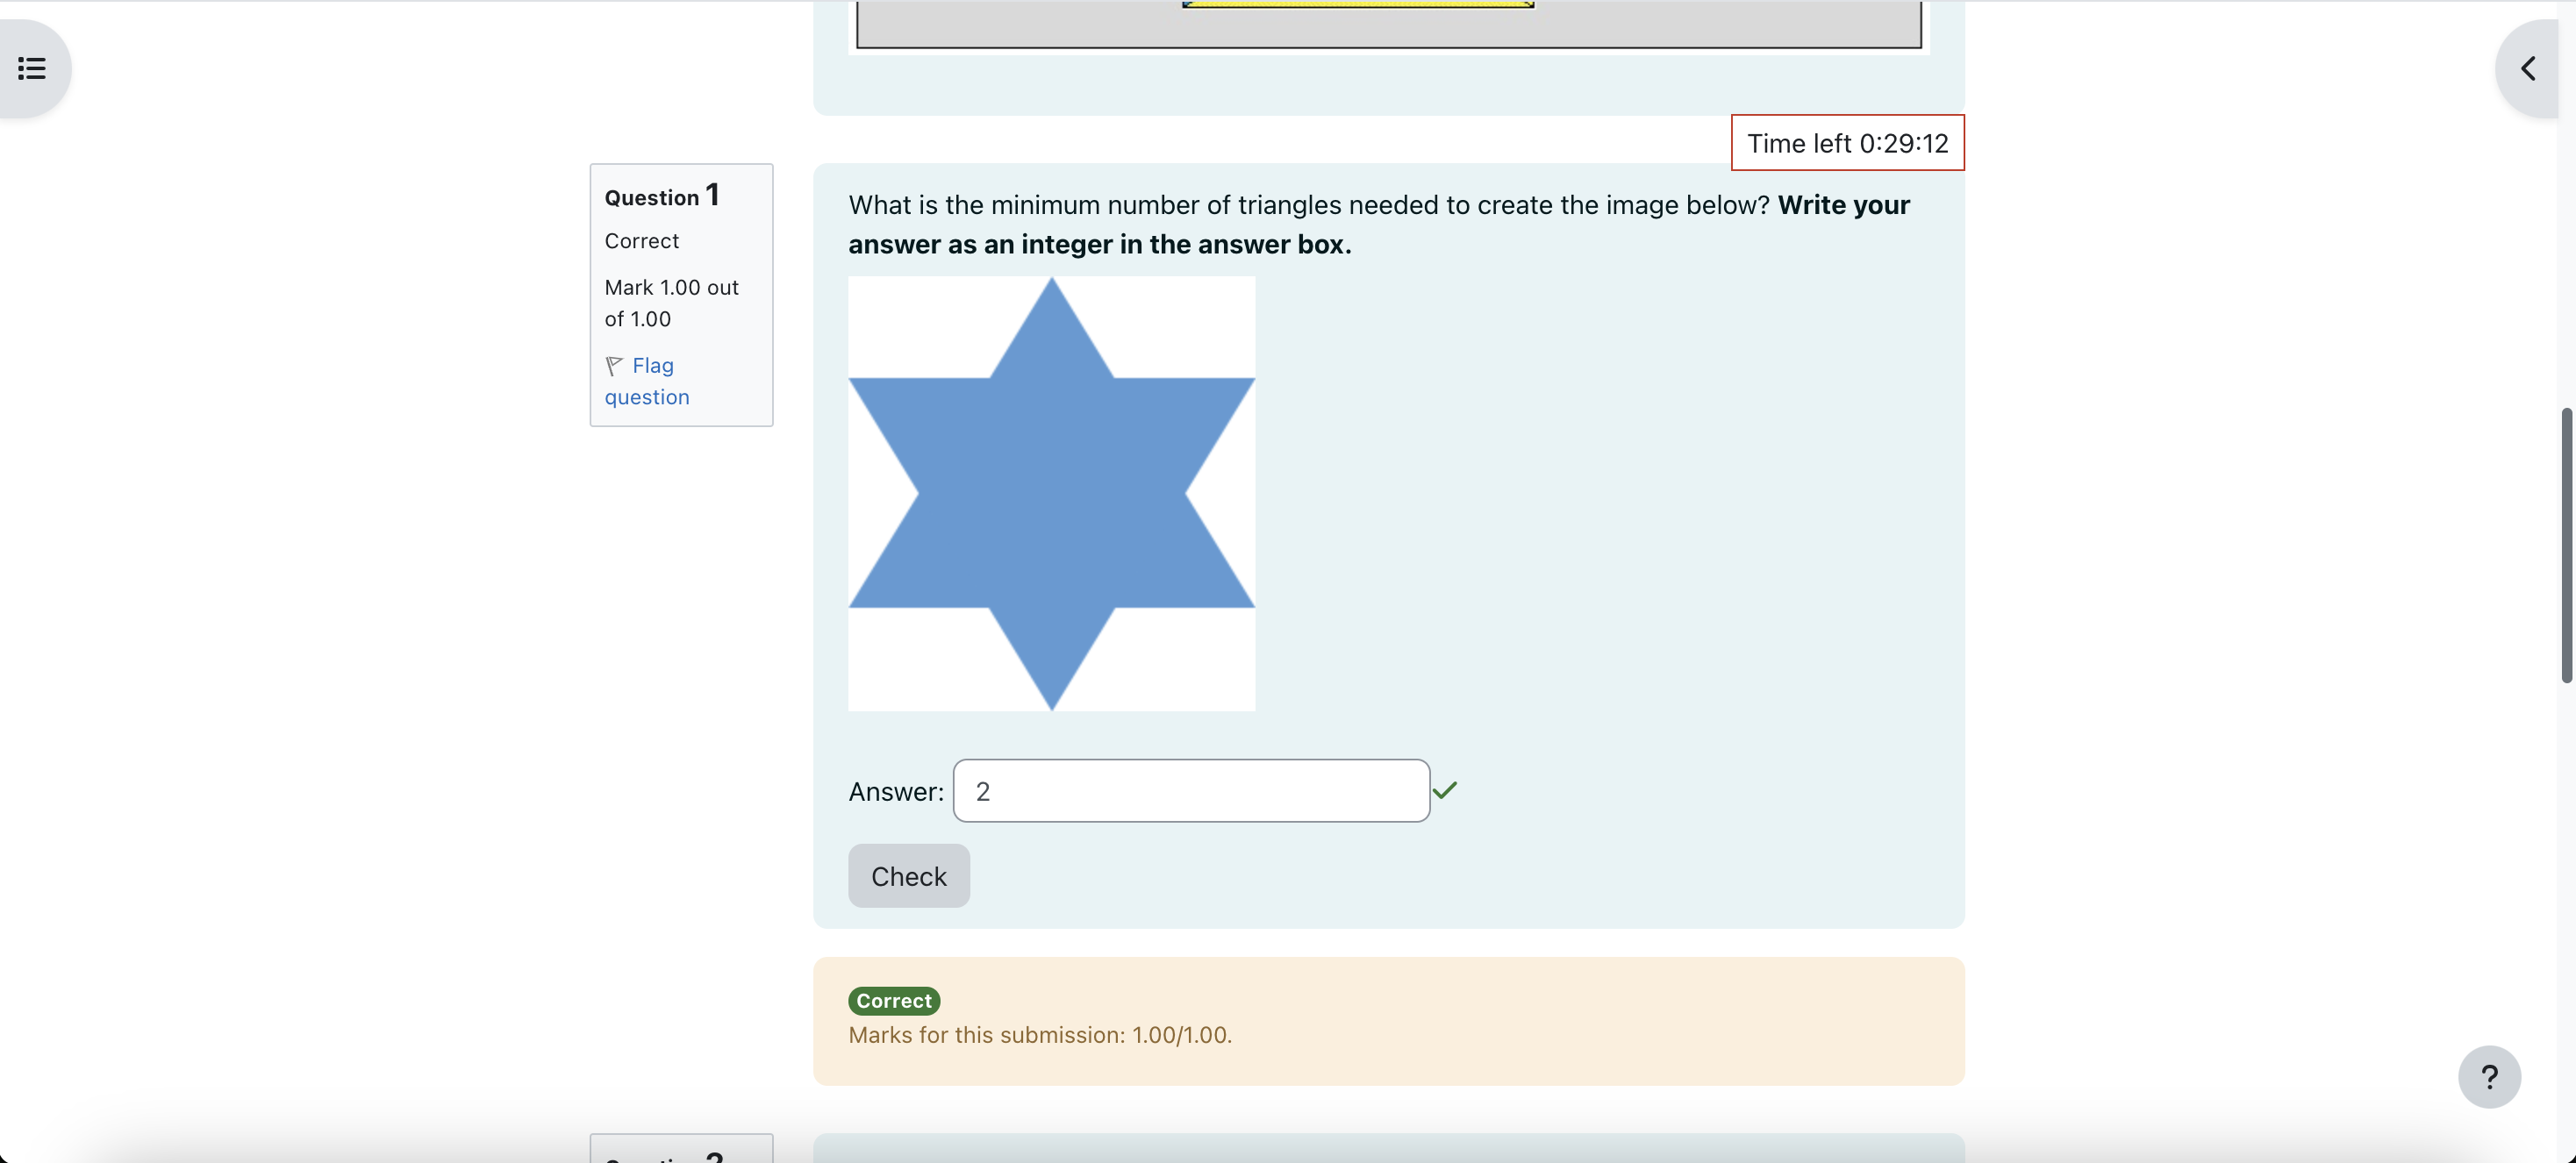 Time left 0:29:12
Question 1
Correct
Mark 1.00 out
of 1.00
Flag
question
What is the minimum number of triangles needed to create the image below? Write your
answer as an integer in the answer box.
Answer: 2
Check
Correct
Marks for this submission: 1.00/1.00.
?